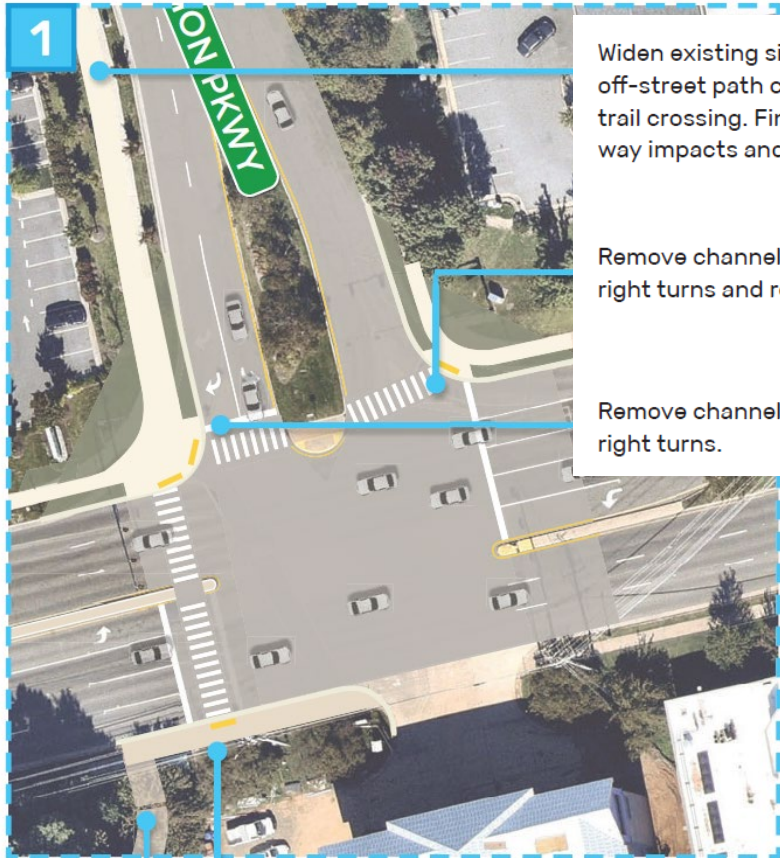 1
ON PKWY
Widen existing si
off-street path o
trail crossing. Fin
way impacts and
Remove channel
right turns and re
Remove channel
right turns.